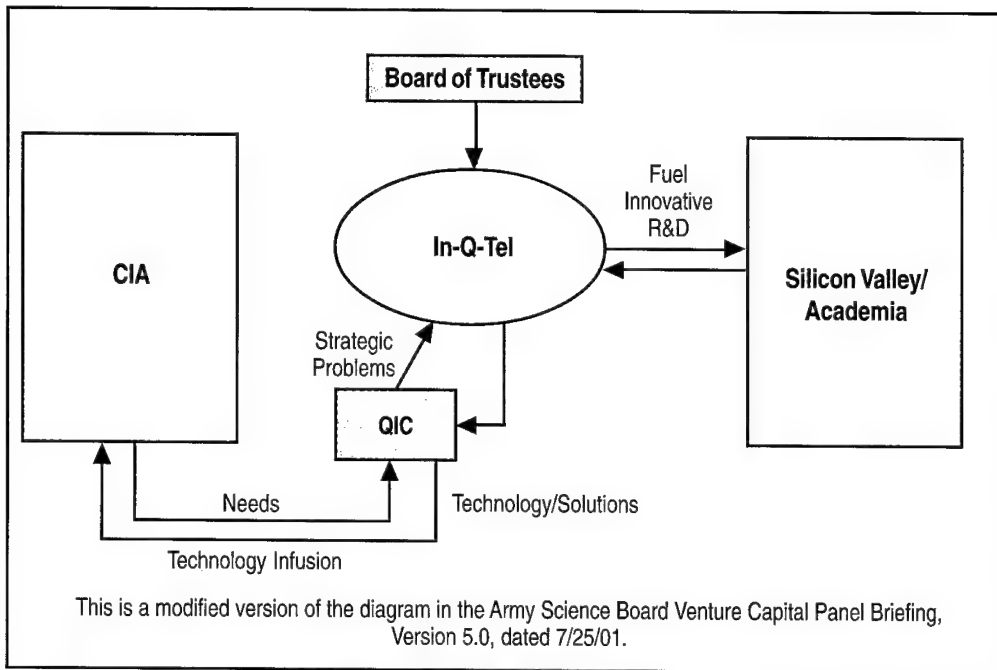 Board of Trustees
CIA
In-Q-Tel
Fuel
Innovative
R&D
Silicon Valley/
Academia
Strategic
Problems
QIC
Needs
Technology/Solutions
Technology Infusion
This is a modified version of the diagram in the Army Science Board Venture Capital Panel Briefing,
Version 5.0, dated 7/25/01.